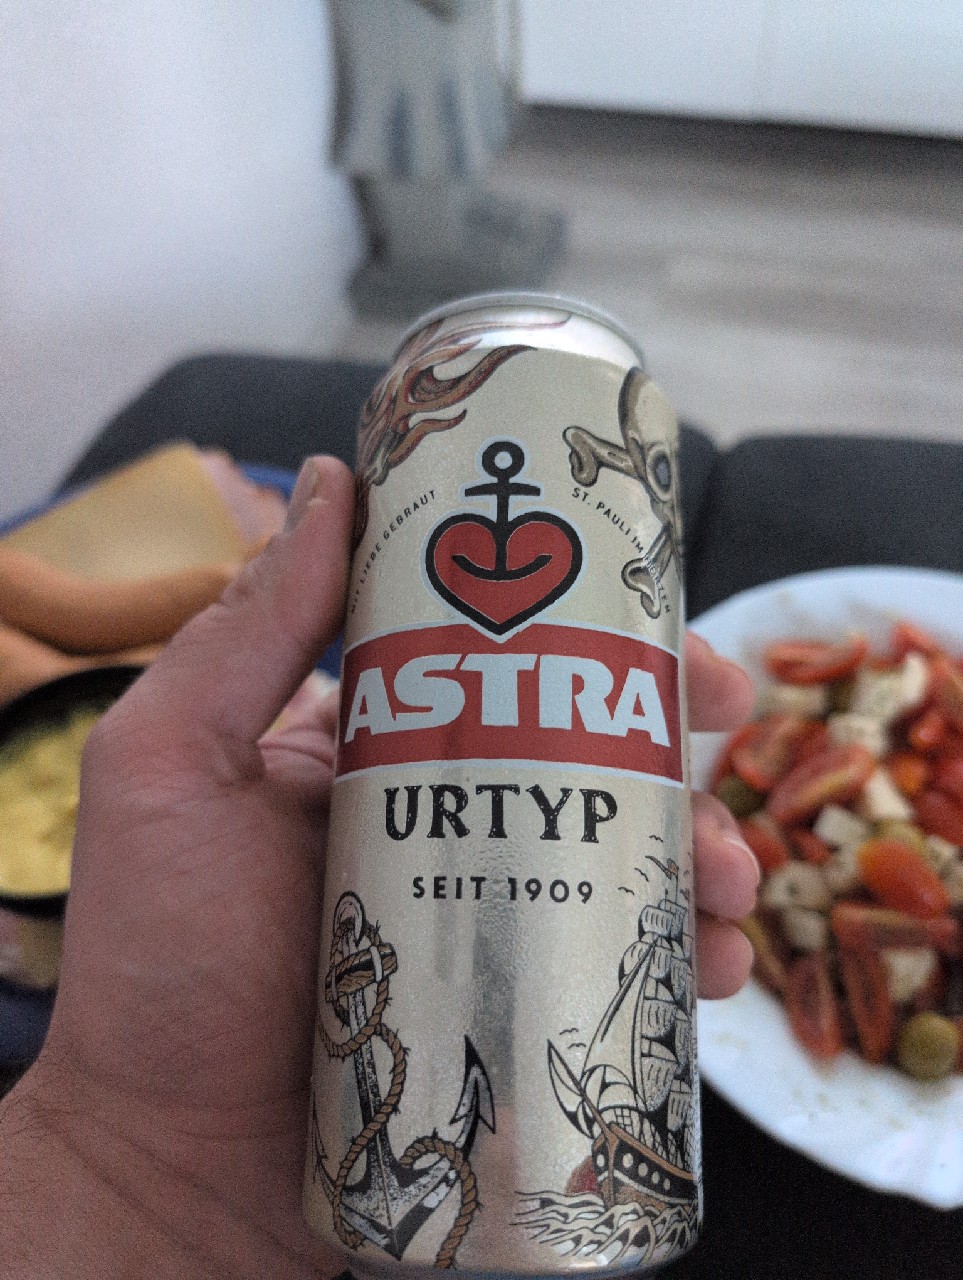 MIT LIEBE GEBRAUT
ST. PAULI IM HERZEN
ASTRA
URTYP
SEIT 1909